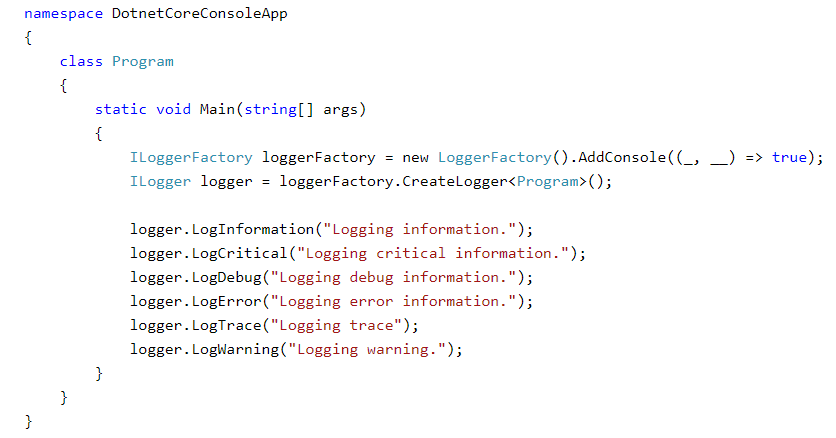 namespace DotnetCoreConsoleApp
{
    class Program
    {
        static void Main(string[] args)
        {
            ILoggerFactory loggerFactory = new LoggerFactory().AddConsole((_, __) => true);
            ILogger logger = loggerFactory.CreateLogger<Program>();

            logger.LogInformation("Logging information.");
            logger.LogCritical("Logging critical information.");
            logger.LogDebug("Logging debug information.");
            logger.LogError("Logging error information.");
            logger.LogTrace("Logging trace");
            logger.LogWarning("Logging warning.");
        }
    }
}